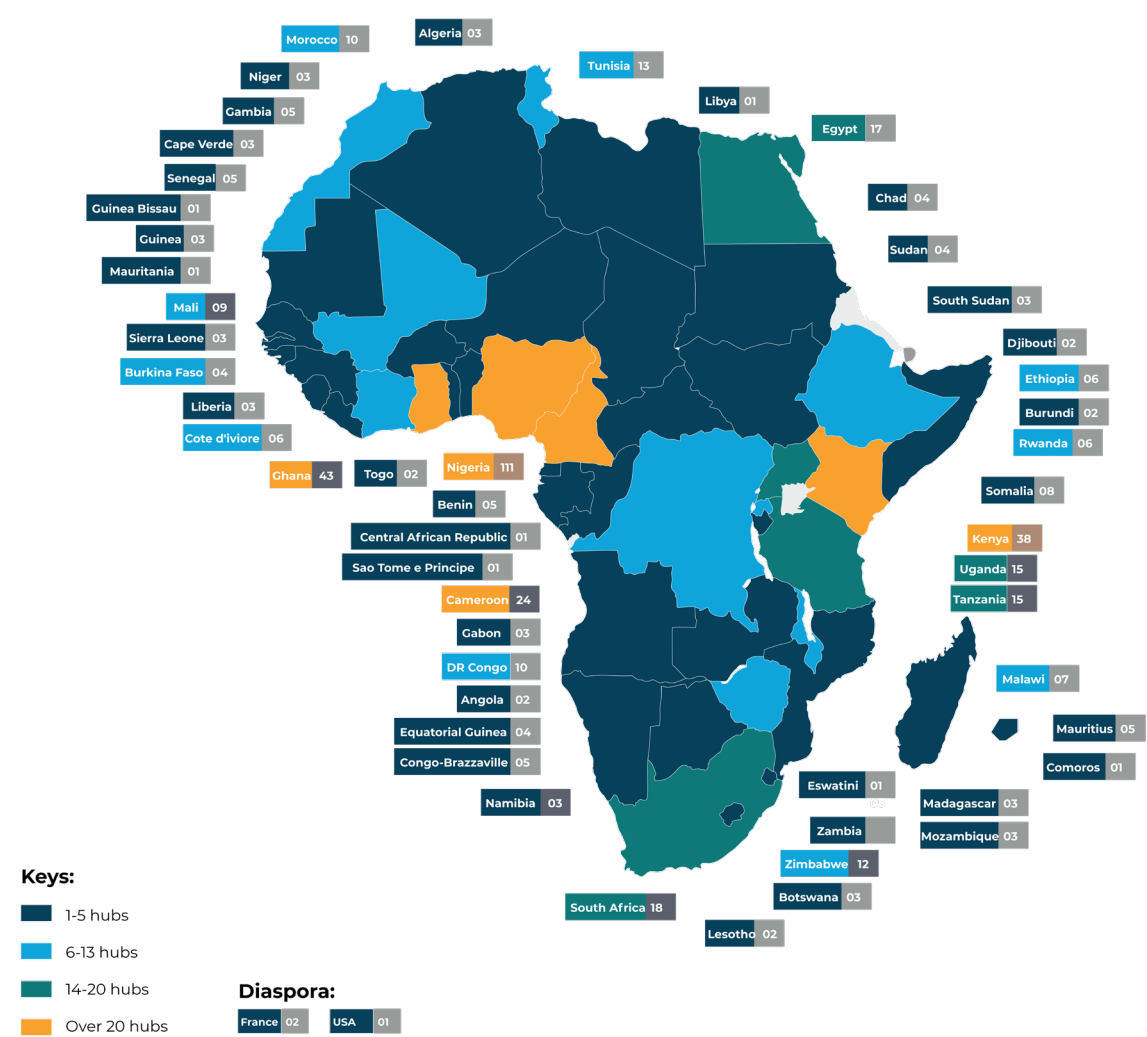 Algeria 03
Morocco 10
Tunisia 13
Niger 03
Libya 01
Gambia 05
Egypt 17
Cape Verde 03
Senegal 05
Chad 04
Guinea Bissau 01
Guinea 03
Sudan 04
Mauritania 01
South Sudan 03
Mali 09
Sierra Leone 03
Djibouti 02
Burkina Faso 04
Ethiopia 06
Liberia 03
Burundi 02
Cote d'iviore 06
Rwanda 06
Ghana 43
Togo 02
Nigeria 111
Somalia 08
Benin 05
Central African Republic 01
Kenya 38
Sao Tome e Principe 01
Uganda 15
Cameroon 24
Tanzania 15
Gabon 03
DR Congo 10
Malawi 07
Angola 02
Equatorial Guinea 04
Mauritius 05
Congo-Brazzaville 05
Comoros 01
Eswatini 01
Namibia 03
Madagascar 03
Zambia
Mozambique 03
Zimbabwe 12
Botswana 03
South Africa 18
Lesotho 02
Keys:
1-5 hubs
6-13 hubs
14-20 hubs
Over 20 hubs
Diaspora:
France 02
USA 01